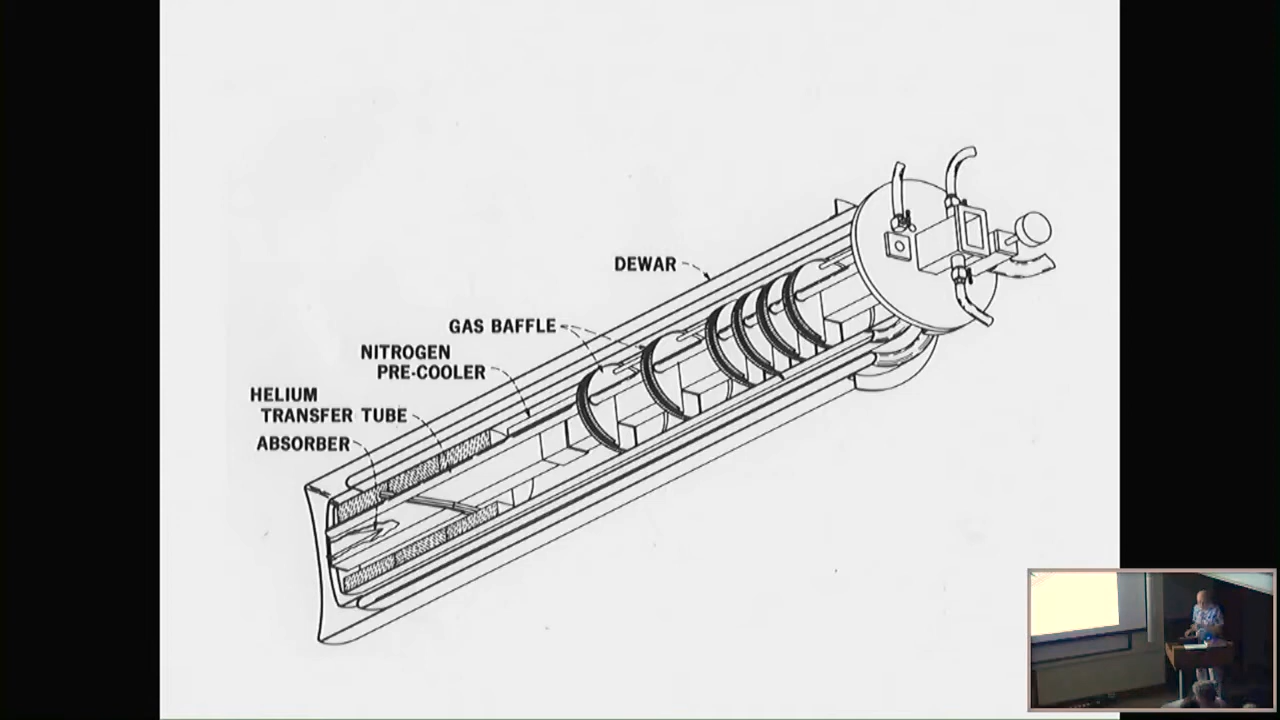 DEWAR
GAS BAFFLE
NITROGEN
PRE-COOLER
HELIUM
TRANSFER TUBE
ABSORBER